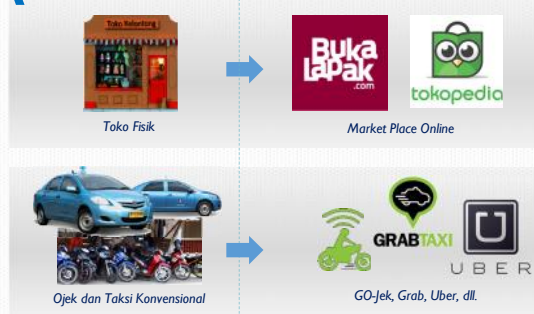 Toko Kelontong
Buka
Lapak
.com
tokopedia
Toko Fisik
Market Place Online
GRABTAXI
U
UBER
Ojek dan Taksi Konvensional
GO-Jek, Grab, Uber, dll.